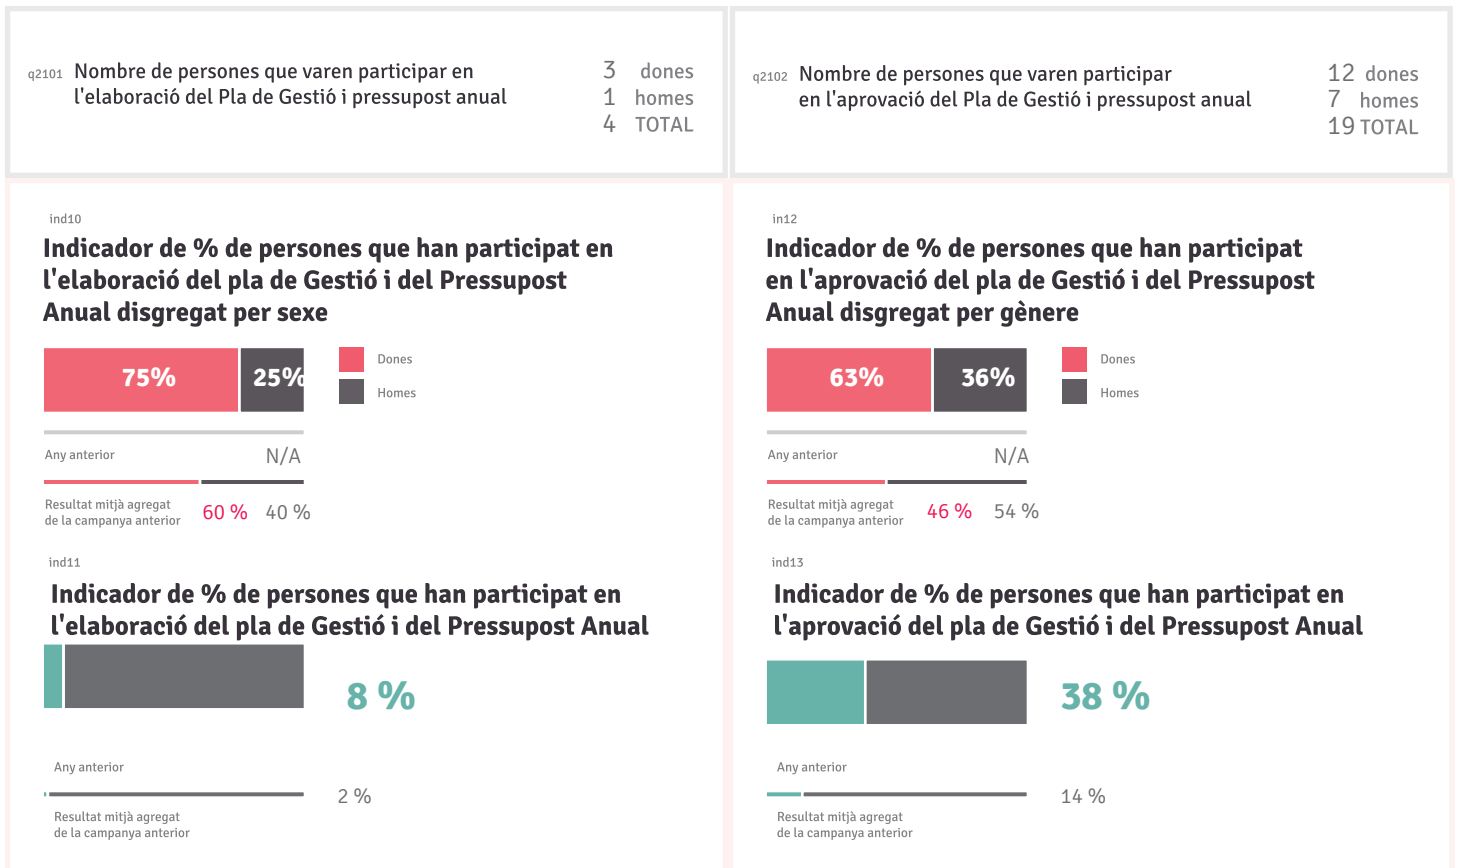 q2101 Nombre de persones que varen participar en
l'elaboració del Pla de Gestió i pressupost anual
3 dones
1 homes
4 TOTAL
q2102 Nombre de persones que varen participar
en l'aprovació del Pla de Gestió i pressupost anual
12 dones
7 homes
19 TOTAL
ind10
Indicador de % de persones que han participat en
l'elaboració del pla de Gestió i del Pressupost
Anual disgregat per sexe
75% 25%
Dones
Homes
Any anterior N/A
Resultat mitjà agregat
de la campanya anterior
60 % 40 %
ind11
Indicador de % de persones que han participat en
l'elaboració del pla de Gestió i del Pressupost Anual
8 %
Any anterior
2 %
Resultat mitjà agregat
de la campanya anterior
in12
Indicador de % de persones que han participat
en l'aprovació del pla de Gestió i del Pressupost
Anual disgregat per gènere
63% 36%
Dones
Homes
Any anterior N/A
Resultat mitjà agregat
de la campanya anterior
46 % 54 %
ind13
Indicador de % de persones que han participat en
l'aprovació del pla de Gestió i del Pressupost Anual
38 %
Any anterior
14 %
Resultat mitjà agregat
de la campanya anterior